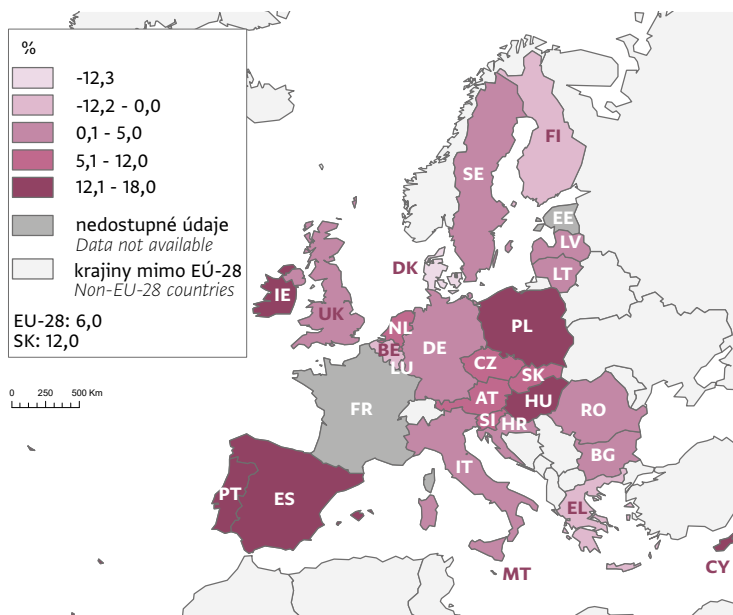 %
-12,3
-12,2 - 0,0
0,1 - 5,0
5,1 - 12,0
12,1 - 18,0
nedostupné údaje
Data not available
krajiny mimo EÚ-28
Non-EU-28 countries
EU-28: 6,0
SK: 12,0
0 250 500 Km
FI
SE
EE
LV
LT
DK
IE
UK
NL
BE
LU
DE
PL
CZ
SK
AT
HU
SI
HR
RO
FR
IT
BG
PT
ES
EL
MT
CY